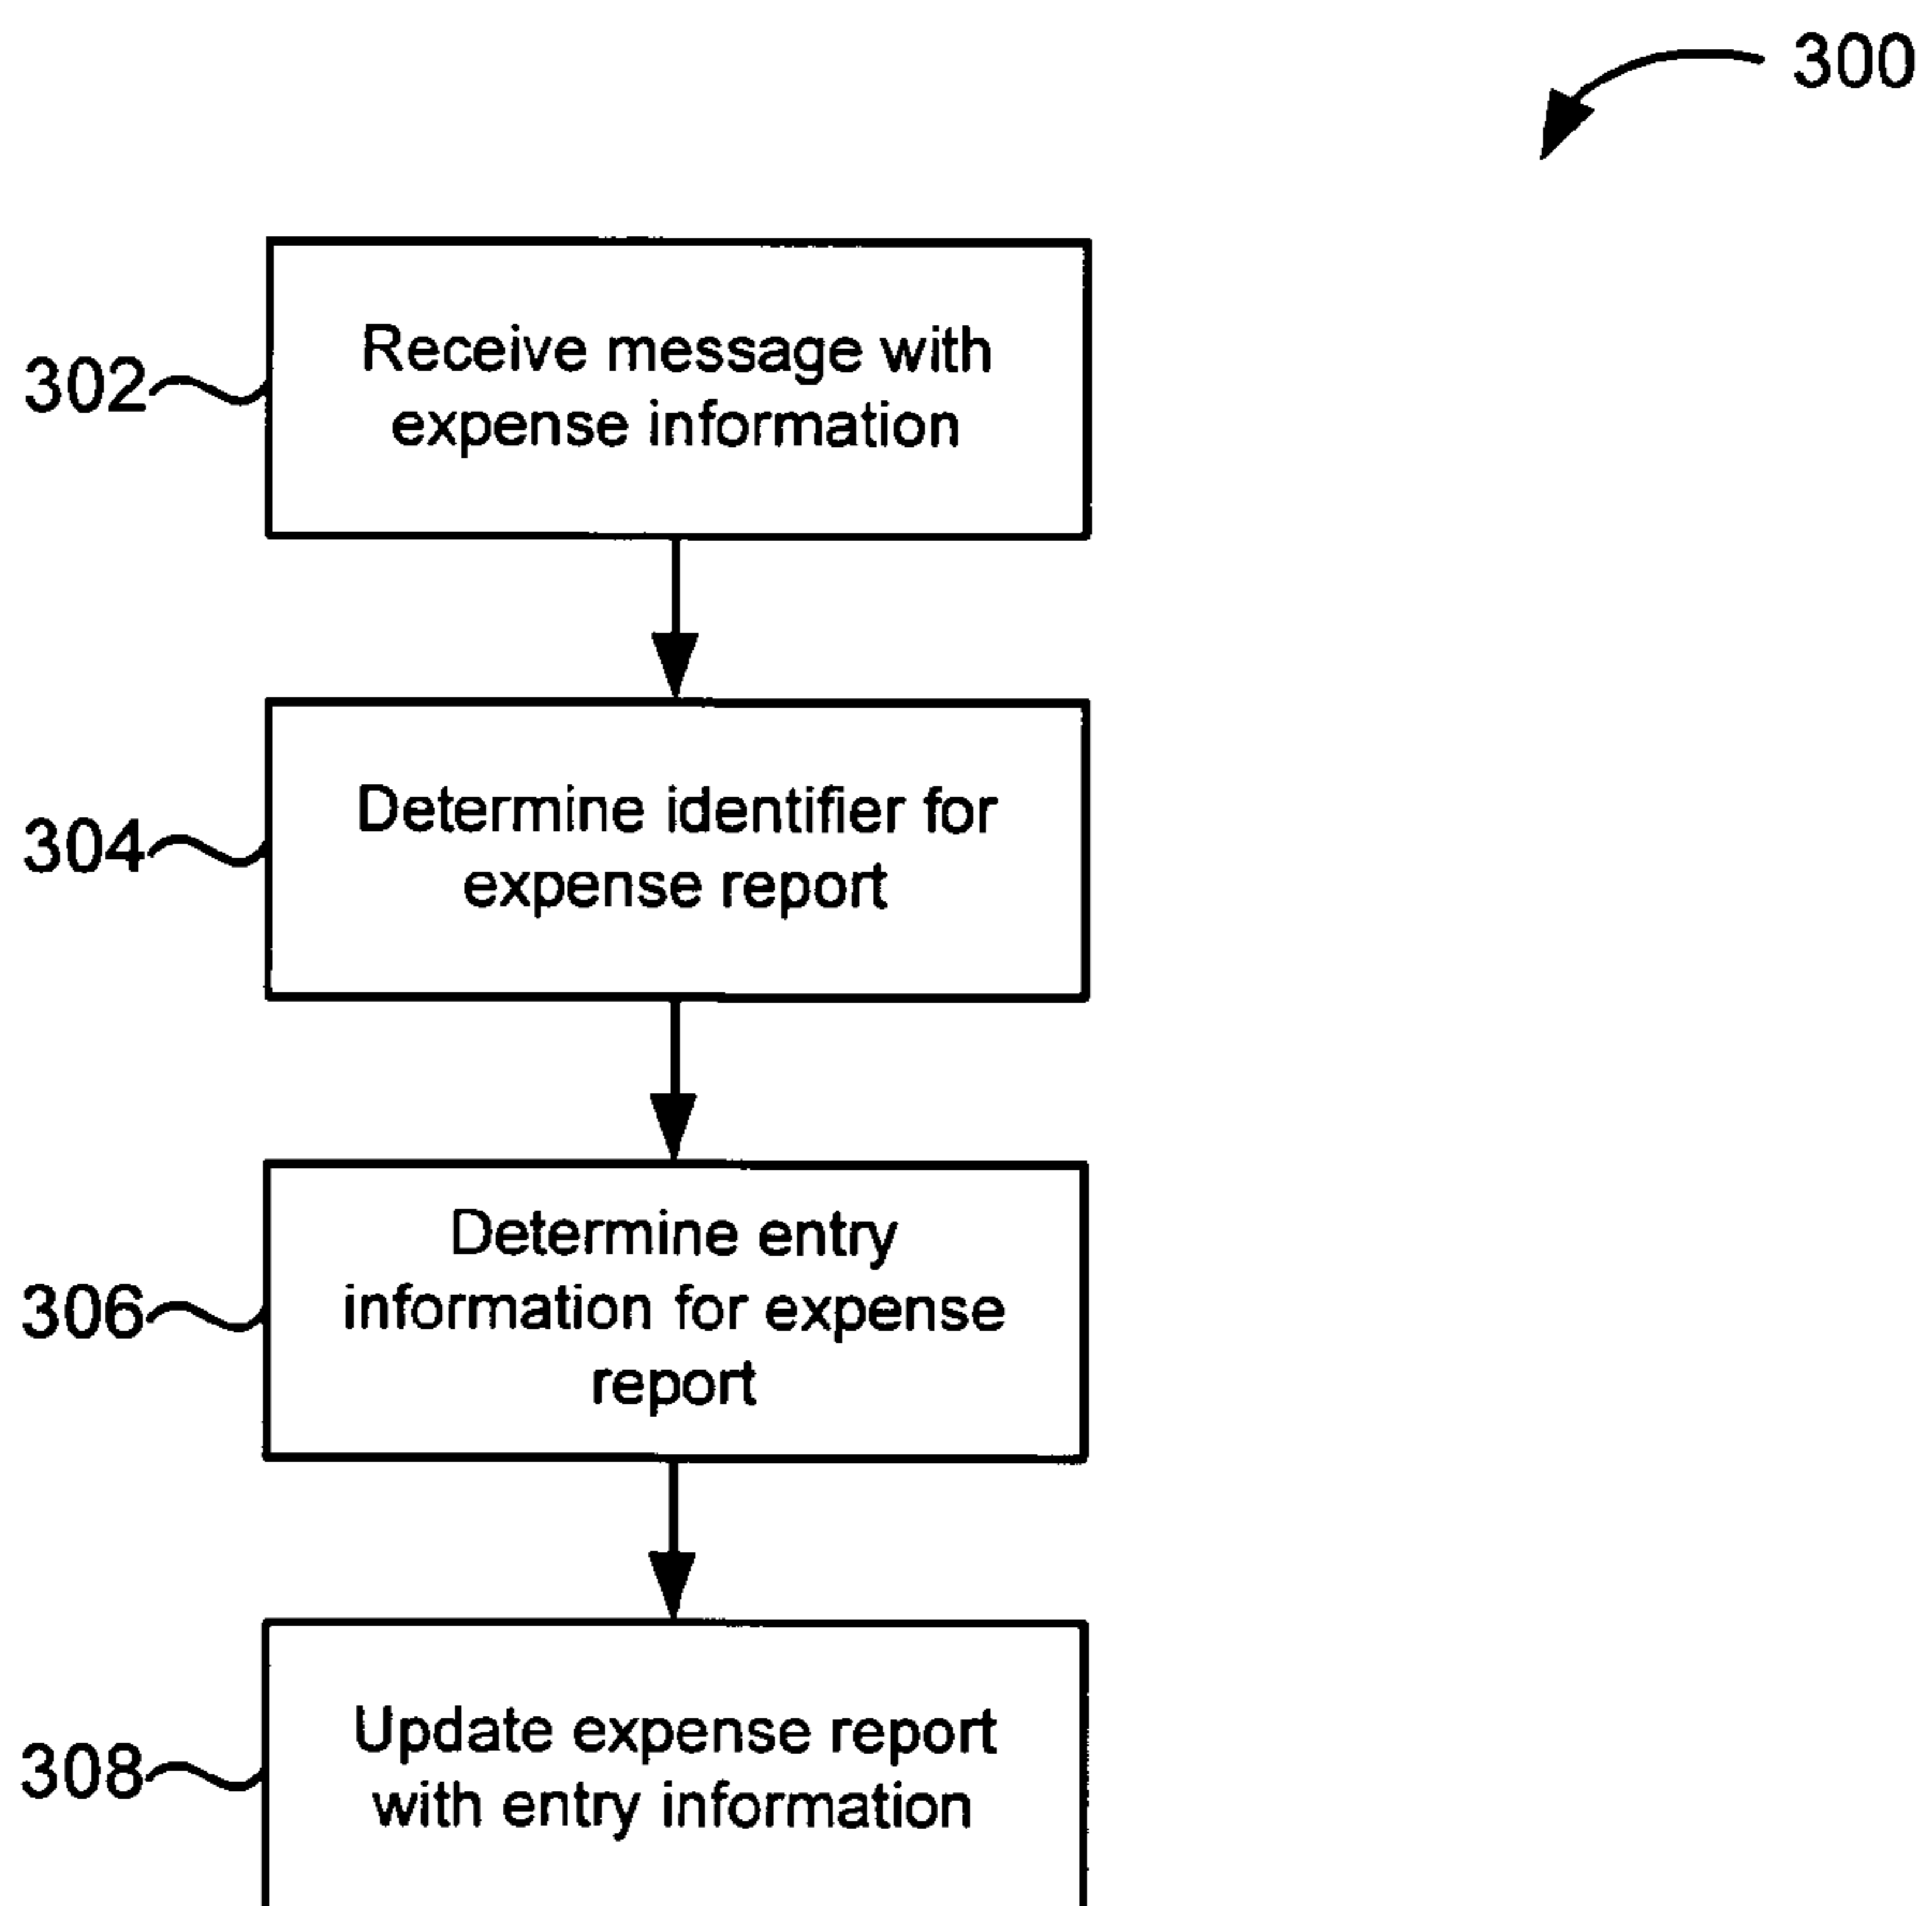 300
302
Receive message with
expense information
304
Determine identifier for
expense report
306
Determine entry
information for expense
report
308
Update expense report
with entry information